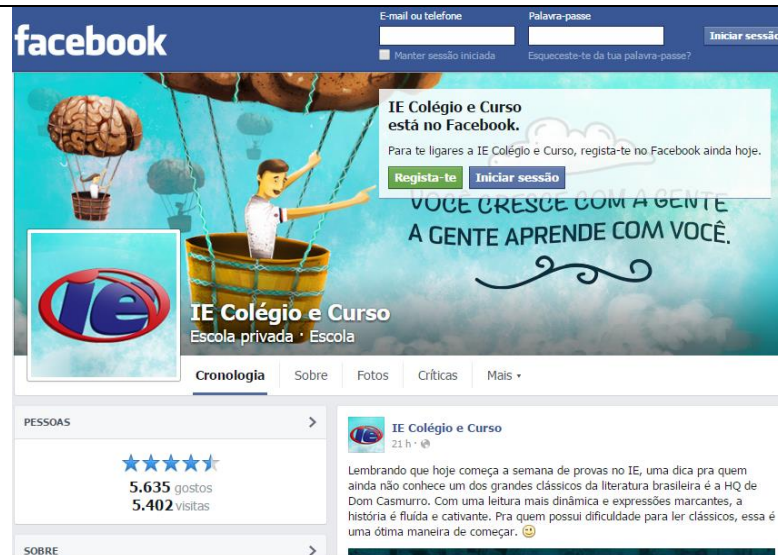 facebook
E-mail ou telefone
Palavra-passe
Iniciar sessão
Manter sessão iniciada
Esqueceste-te da tua palavra-passe?
IE Colégio e Curso
está no Facebook.
Para te ligares a IE Colégio e Curso, regista-te no Facebook ainda hoje.
Regista-te
Iniciar sessão
VOCÊ CRESCE COM A GENTE
A GENTE APRENDE COM VOCÊ.
ie
IE Colégio e Curso
Escola privada · Escola
Cronologia Sobre Fotos Críticas Mais
PESSOAS
5.635 gostos
5.402 visitas
SOBRE
ie
IE Colégio e Curso
21 h ·
Lembrando que hoje começa a semana de provas no IE, uma dica pra quem
ainda não conhece um dos grandes clássicos da literatura brasileira é a HQ de
Dom Casmurro. Com uma leitura mais dinâmica e expressões marcantes, a
história é fluída e cativante. Pra quem possui dificuldade para ler clássicos, essa é
uma ótima maneira de começar.